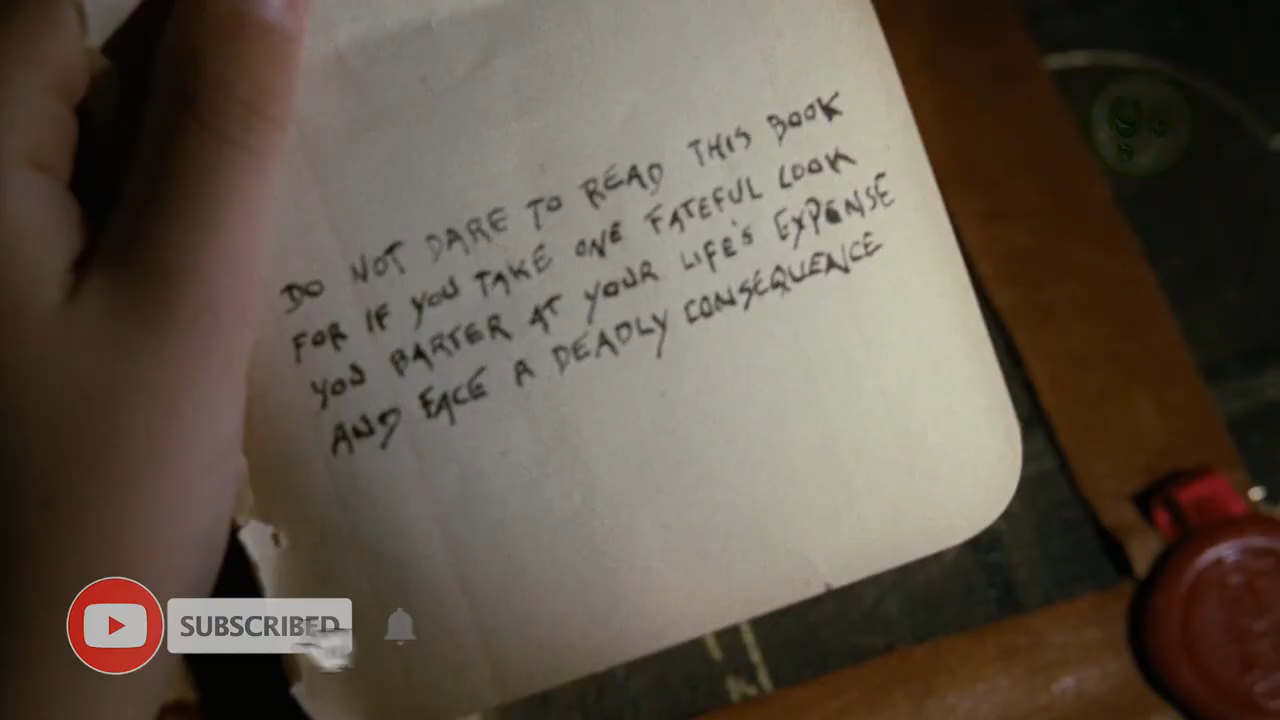 DO NOT DARE TO READ THIS BOOK
FOR IF YOU TAKE ONE FATEFUL LOOK
YOU BARTER AT YOUR LIFE'S EXPENSE
AND FACE A DEADLY CONSEQUENCE
SUBSCRIBED